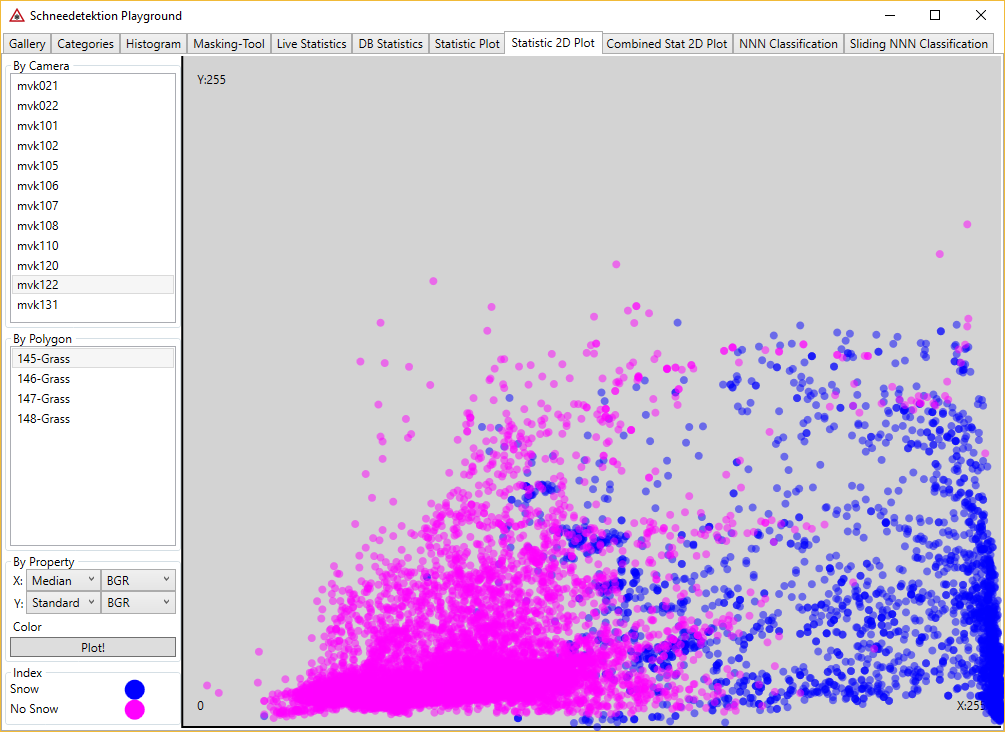 Schneedetektion Playground
Gallery Categories Histogram Masking-Tool Live Statistics DB Statistics Statistic Plot Statistic 2D Plot Combined Stat 2D Plot NNN Classification Sliding NNN Classification
By Camera
mvk021
mvk022
mvk101
mvk102
mvk105
mvk106
mvk107
mvk108
mvk110
mvk120
mvk122
mvk131
By Polygon
145-Grass
146-Grass
147-Grass
148-Grass
By Property
X: Median BGR
Y: Standard BGR
Color
Plot!
Index
Snow
No Snow
Y:255
0
X:255